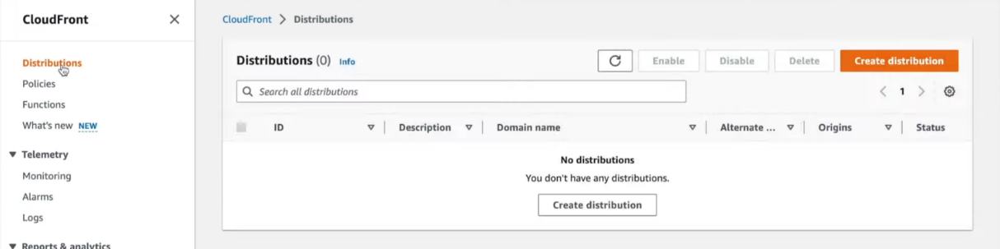 CloudFront
Distributions
Policies
Functions
What's new NEW
Telemetry
Monitoring
Alarms
Logs
Reports & analytics
CloudFront > Distributions
Distributions (0) Info
Enable Disable Delete Create distribution
Search all distributions
1
ID Description Domain name Alternate ... Origins Status
No distributions
You don't have any distributions.
Create distribution